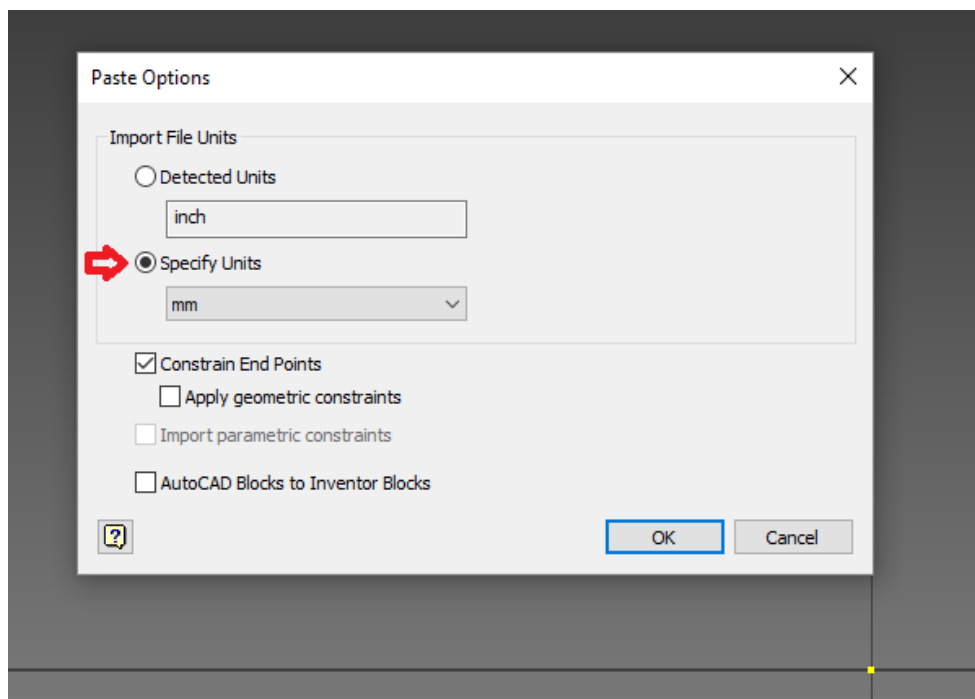 Paste Options
Import File Units
Detected Units
inch
Specify Units
mm
Constrain End Points
Apply geometric constraints
Import parametric constraints
AutoCAD Blocks to Inventor Blocks
?
OK Cancel